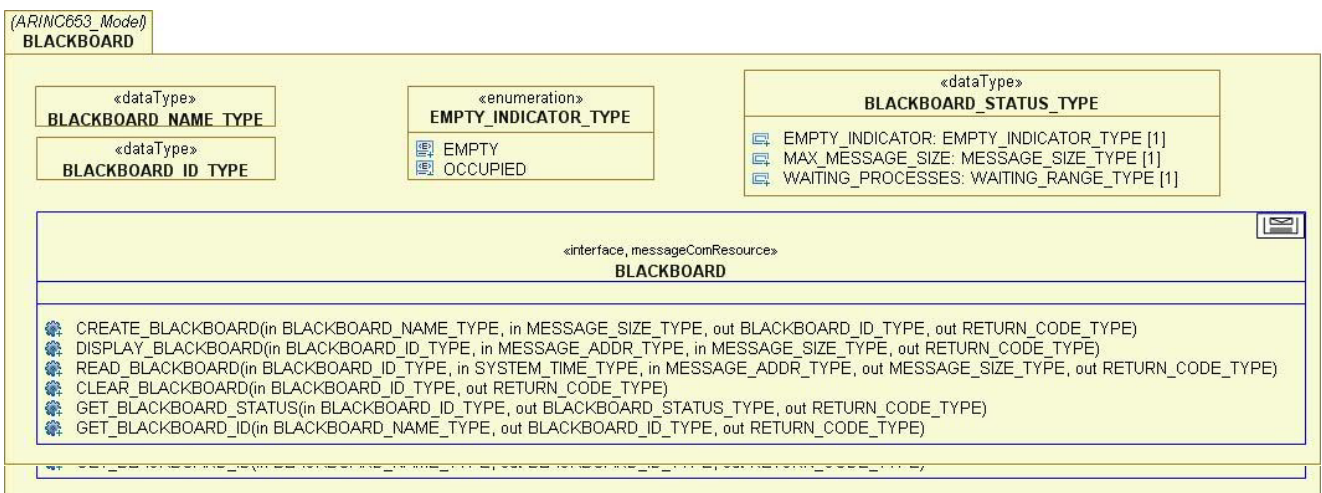 (ARINC653_Model)
BLACKBOARD
«dataType»
BLACKBOARD_NAME_TYPE
«dataType»
BLACKBOARD_ID_TYPE
«enumeration»
EMPTY_INDICATOR_TYPE
EMPTY
OCCUPIED
«dataType»
BLACKBOARD_STATUS_TYPE
EMPTY_INDICATOR: EMPTY_INDICATOR_TYPE [1]
MAX_MESSAGE_SIZE: MESSAGE_SIZE_TYPE [1]
WAITING_PROCESSES: WAITING_RANGE_TYPE [1]
«interface, messageComResource»
BLACKBOARD
CREATE_BLACKBOARD(in BLACKBOARD_NAME_TYPE, in MESSAGE_SIZE_TYPE, out BLACKBOARD_ID_TYPE, out RETURN_CODE_TYPE)
DISPLAY_BLACKBOARD(in BLACKBOARD_ID_TYPE, in MESSAGE_ADDR_TYPE, in MESSAGE_SIZE_TYPE, out RETURN_CODE_TYPE)
READ_BLACKBOARD(in BLACKBOARD_ID_TYPE, in SYSTEM_TIME_TYPE, in MESSAGE_ADDR_TYPE, out MESSAGE_SIZE_TYPE, out RETURN_CODE_TYPE)
CLEAR_BLACKBOARD(in BLACKBOARD_ID_TYPE, out RETURN_CODE_TYPE)
GET_BLACKBOARD_STATUS(in BLACKBOARD_ID_TYPE, out BLACKBOARD_STATUS_TYPE, out RETURN_CODE_TYPE)
GET_BLACKBOARD_ID(in BLACKBOARD_NAME_TYPE, out BLACKBOARD_ID_TYPE, out RETURN_CODE_TYPE)